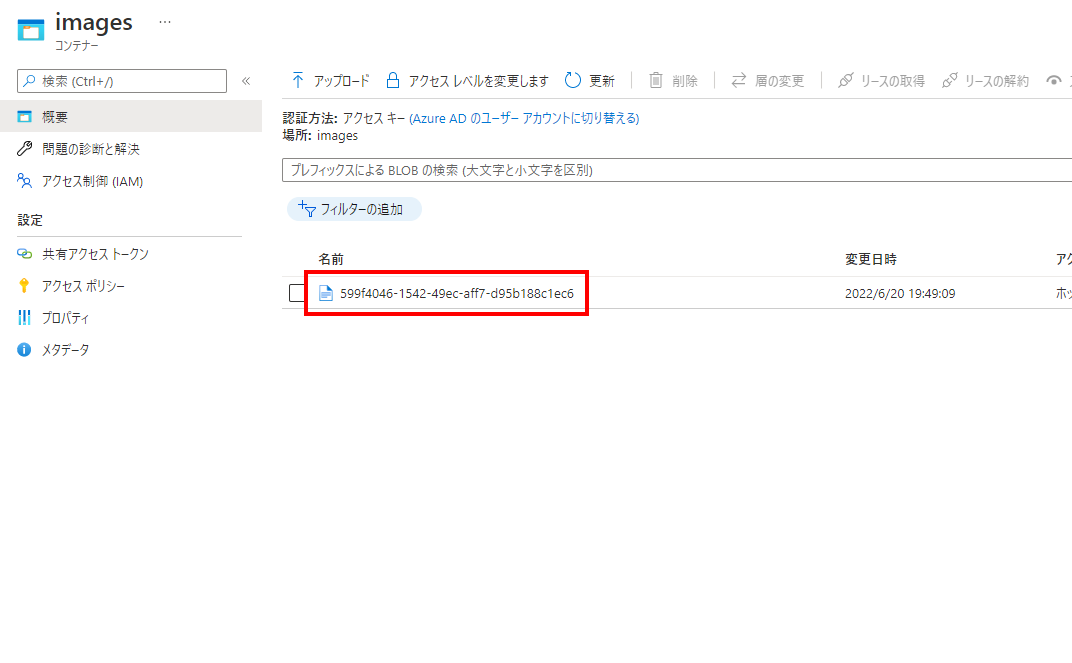 images …
コンテナー
検索 (Ctrl+/) «
概要
問題の診断と解決
アクセス制御 (IAM)
設定
共有アクセス トークン
アクセス ポリシー
プロパティ
メタデータ
アップロード アクセス レベルを変更します 更新 削除 層の変更 リースの取得 リースの解約
認証方法: アクセス キー (Azure AD のユーザー アカウントに切り替える)
場所: images
プレフィックスによる BLOB の検索 (大文字と小文字を区別)
フィルターの追加
名前 変更日時 アク
599f4046-1542-49ec-aff7-d95b188c1ec6 2022/6/20 19:49:09 ホッ